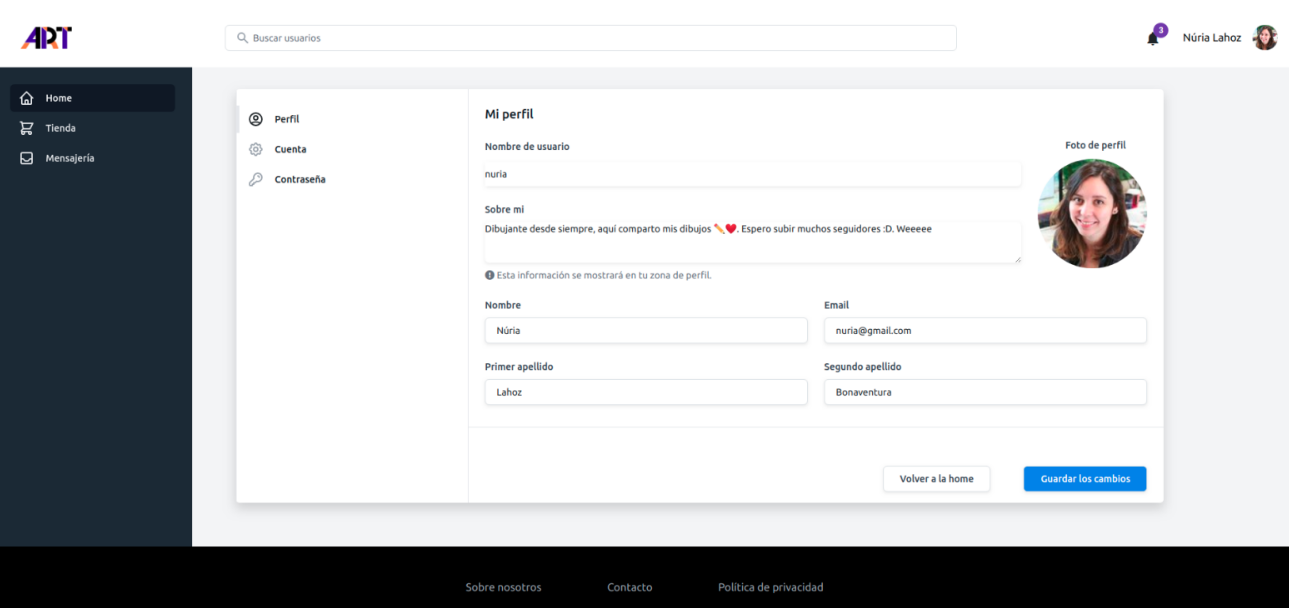 ART
Buscar usuarios
3
Núria Lahoz
Home
Tienda
Mensajería
Perfil
Cuenta
Contraseña
Mi perfil
Nombre de usuario
nuria
Foto de perfil
Sobre mi
Dibujante desde siempre, aquí comparto mis dibujos ✏️❤️. Espero subir muchos seguidores :D. Weeeee
Esta información se mostrará en tu zona de perfil.
Nombre
Email
Núria
nuria@gmail.com
Primer apellido
Segundo apellido
Lahoz
Bonaventura
Volver a la home
Guardar los cambios
Sobre nosotros
Contacto
Política de privacidad